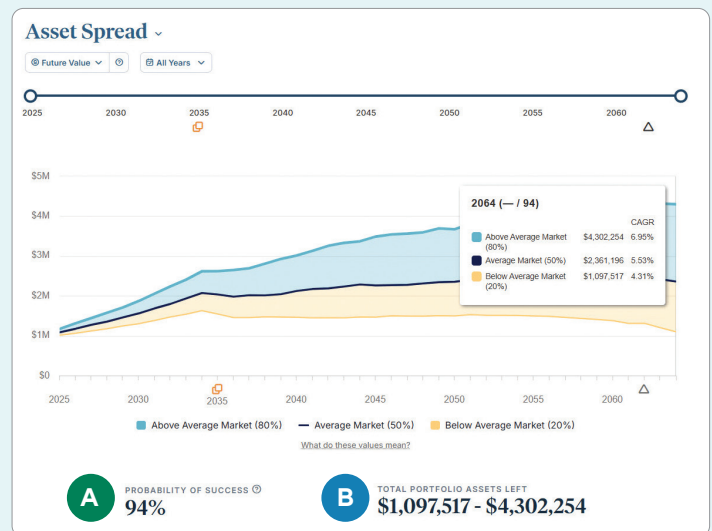 Asset Spread
Future Value
All Years
2025 2030 2035 2040 2045 2050 2055 2060
$5M
$4M
$3M
$2M
$1M
$0
2064 (— / 94)
CAGR
Above Average Market $4,302,254 6.95%
(80%)
Average Market (50%) $2,361,196 5.53%
Below Average Market $1,097,517 4.31%
(20%)
2025 2030 2035 2040 2045 2050 2055 2060
Above Average Market (80%) Average Market (50%) Below Average Market (20%)
What do these values mean?
A
PROBABILITY OF SUCCESS ?
94%
B
TOTAL PORTFOLIO ASSETS LEFT
$1,097,517 - $4,302,254